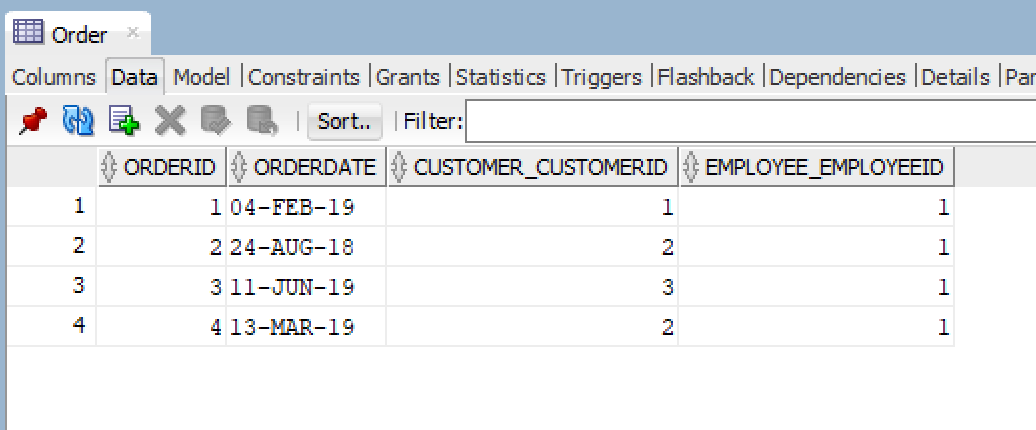 Order
Columns Data Model |Constraints |Grants |Statistics |Triggers |Flashback |Dependencies |Details |Par
Sort.. |Filter:
ORDERID ORDERDATE CUSTOMER_CUSTOMERID EMPLOYEE_EMPLOYEEID
1 1 04-FEB-19 1 1
2 2 24-AUG-18 2 1
3 3 11-JUN-19 3 1
4 4 13-MAR-19 2 1